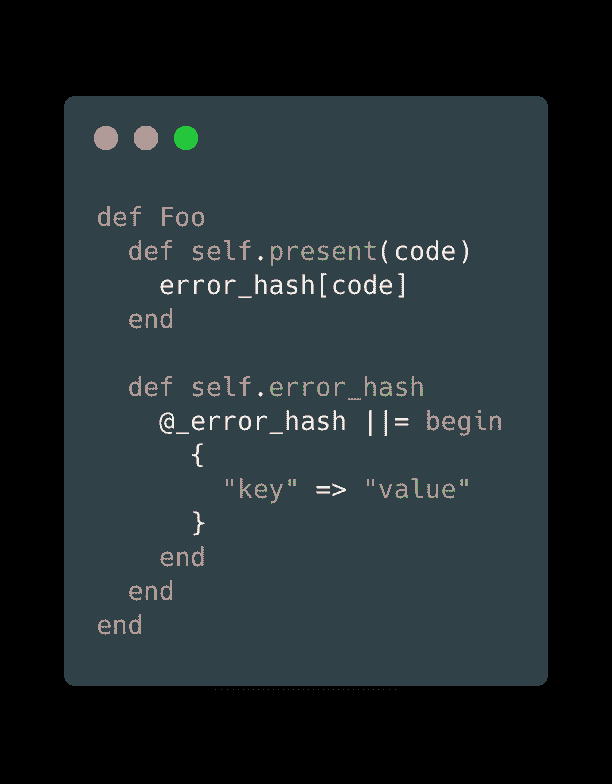 def Foo
  def self.present(code)
    error_hash[code]
  end

  def self.error_hash
    @_error_hash ||= begin
      {
        "key" => "value"
      }
    end
  end
end